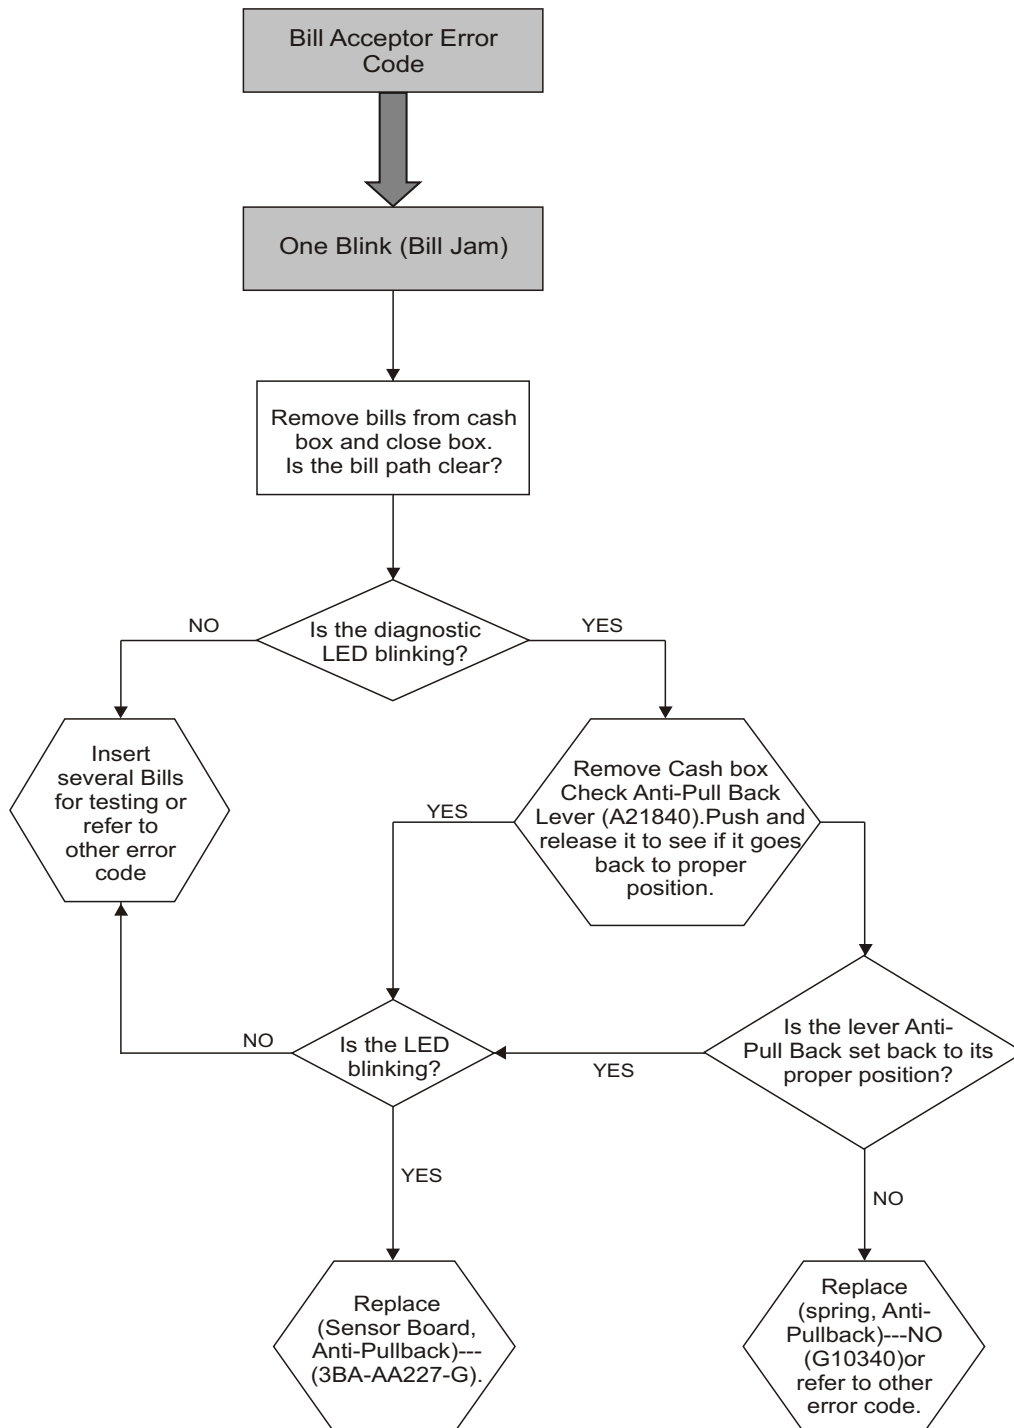 Bill Acceptor Error
Code
One Blink (Bill Jam)
Remove bills from cash
box and close box.
Is the bill path clear?
NO
Is the diagnostic
LED blinking?
YES
Insert
several Bills
for testing or
refer to
other error
code
YES
Remove Cash box
Check Anti-Pull Back
Lever (A21840).Push and
release it to see if it goes
back to proper
position.
NO
Is the LED
blinking?
YES
Is the lever Anti-
Pull Back set back to its
proper position?
YES
NO
Replace
(Sensor Board,
Anti-Pullback)---
(3BA-AA227-G).
Replace
(spring, Anti-
Pullback)---NO
(G10340)or
refer to other
error code.